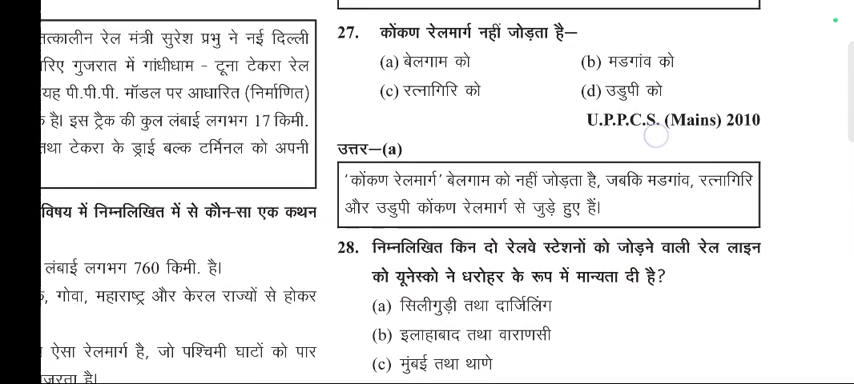 तत्कालीन रेल मंत्री सुरेश प्रभु ने नई दिल्ली
गुजरात में गांधीधाम - टूना टेकरा रेल
यह पी.पी.पी. मॉडल पर आधारित (निर्माणित)
है। इस ट्रैक की कुल लंबाई लगभग 17 किमी.
तथा टेकरा के ड्राई बल्क टर्मिनल को अपनी
विषय में निम्नलिखित में से कौन-सा एक कथन
लंबाई लगभग 760 किमी. है।
गोवा, महाराष्ट्र और केरल राज्यों से होकर
ऐसा रेलमार्ग है, जो पश्चिमी घाटों को पार
है।
27. कोंकण रेलमार्ग नहीं जोड़ता है–
(a) बेलगाम को (b) मडगांव को
(c) रत्नागिरि को (d) उडुपी को
U.P.P.C.S. (Mains) 2010
उत्तर–(a)
'कोंकण रेलमार्ग' बेलगाम को नहीं जोड़ता है, जबकि मडगांव, रत्नागिरि
और उडुपी कोंकण रेलमार्ग से जुड़े हुए हैं।
28. निम्नलिखित किन दो रेलवे स्टेशनों को जोड़ने वाली रेल लाइन
को यूनेस्को ने धरोहर के रूप में मान्यता दी है?
(a) सिलीगुड़ी तथा दार्जिलिंग
(b) इलाहाबाद तथा वाराणसी
(c) मुंबई तथा थाणे